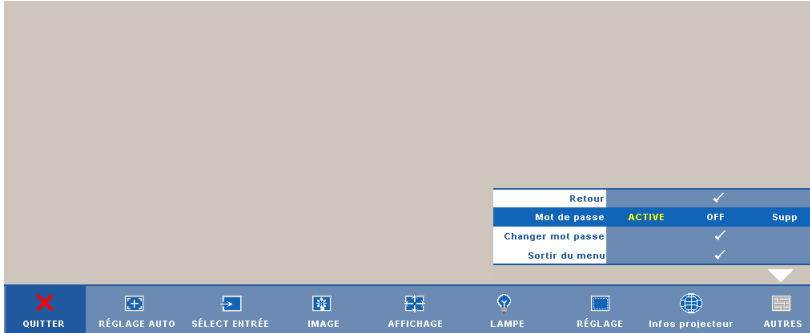 Retour
Mot de passe ACTIVE OFF Supp
Changer mot passe
Sortir du menu
QUITTER RÉGLAGE AUTO SÉLECT ENTRÉE IMAGE AFFICHAGE LAMPE RÉGLAGE Infos projecteur AUTRES